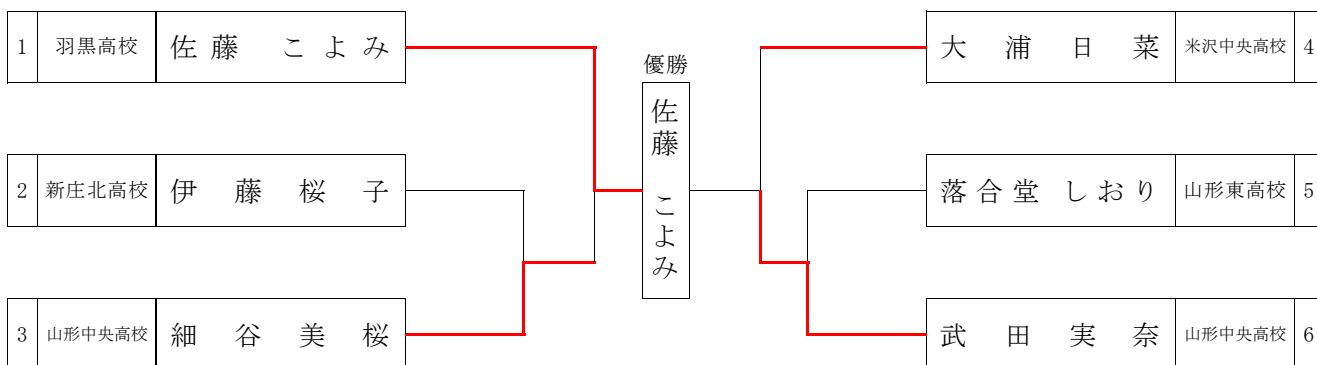 1 羽黒高校 佐藤 こよみ
2 新庄北高校 伊藤桜子
3 山形中央高校 細谷美桜
優勝
佐藤 こよみ
大浦日菜 米沢中央高校 4
落合堂 しおり 山形東高校 5
武田実奈 山形中央高校 6